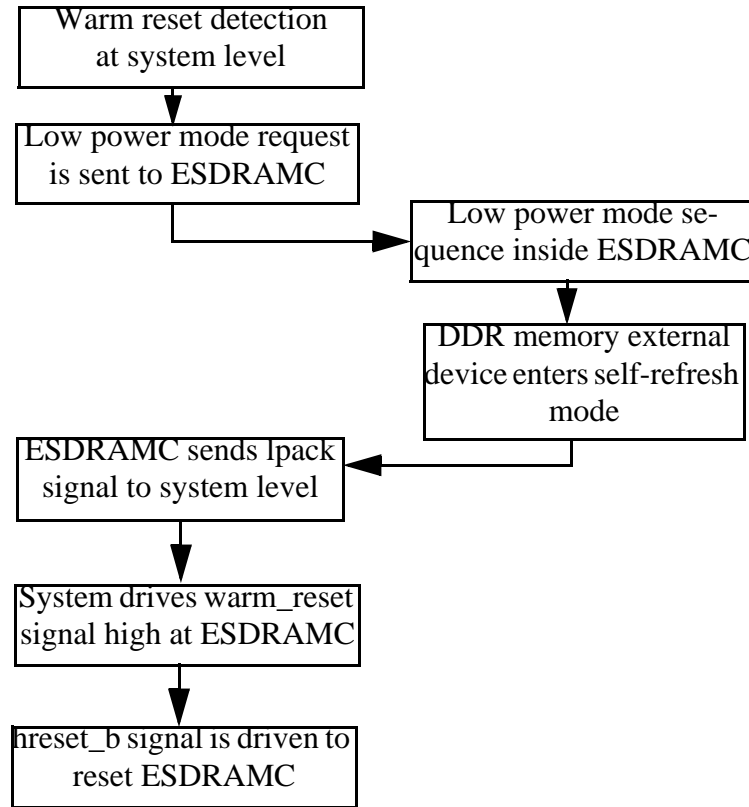 Warm reset detection
at system level
Low power mode request
is sent to ESDRAMC
Low power mode se-
quence inside ESDRAMC
DDR memory external
device enters self-refresh
mode
ESDRAMC sends lpack
signal to system level
System drives warm_reset
signal high at ESDRAMC
hreset_b signal is driven to
reset ESDRAMC